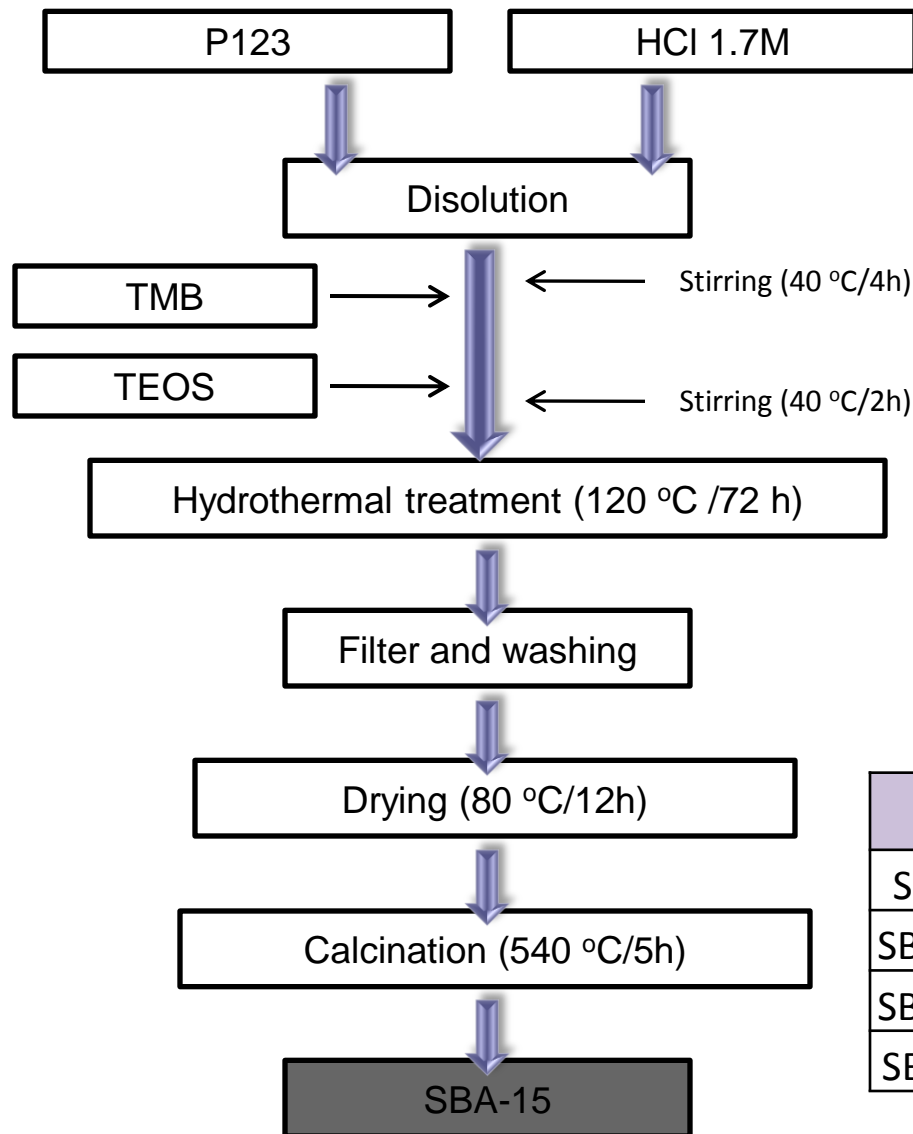 P123
HCl 1.7M
Disolution
TMB
Stirring (40 °C/4h)
TEOS
Stirring (40 °C/2h)
Hydrothermal treatment (120 °C /72 h)
Filter and washing
Drying (80 °C/12h)
Calcination (540 °C/5h)
SBA-15